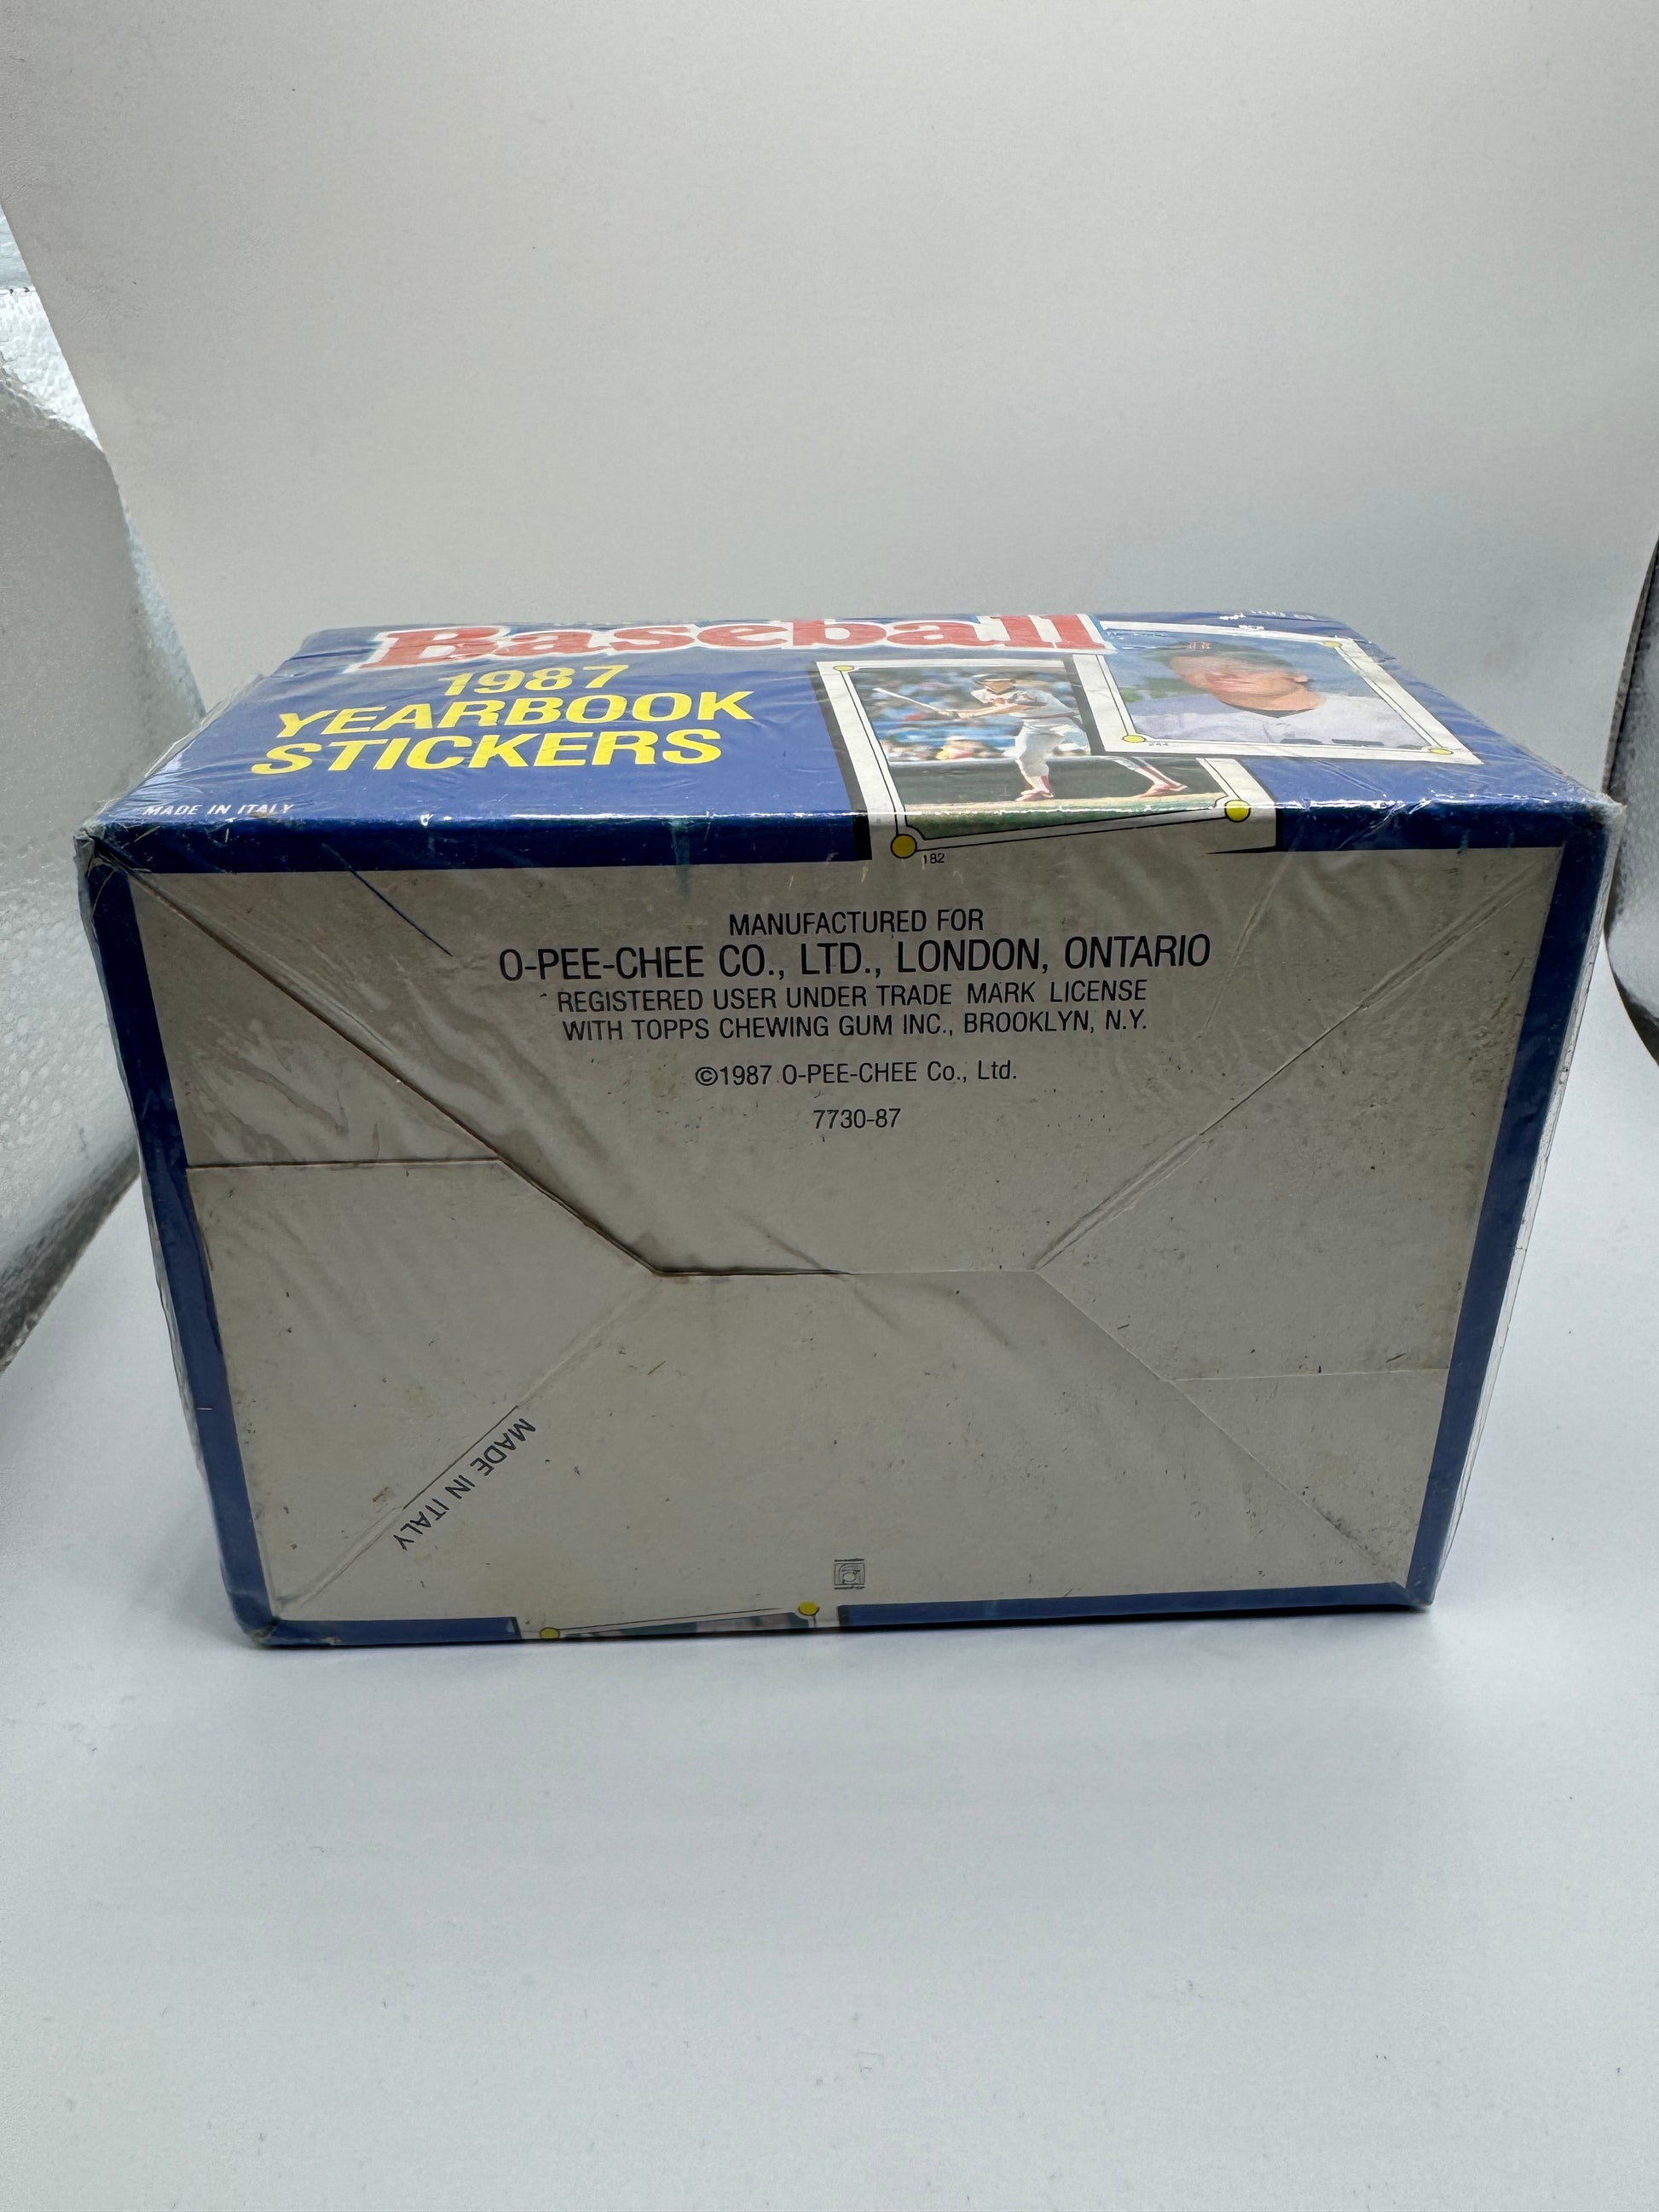 Baseball
1987
YEARBOOK
STICKERS
MADE IN ITALY
182
MANUFACTURED FOR
O-PEE-CHEE CO., LTD., LONDON, ONTARIO
REGISTERED USER UNDER TRADE MARK LICENSE
WITH TOPPS CHEWING GUM INC., BROOKLYN, N.Y.
©1987 O-PEE-CHEE Co., Ltd.
7730-87
MADE IN ITALY